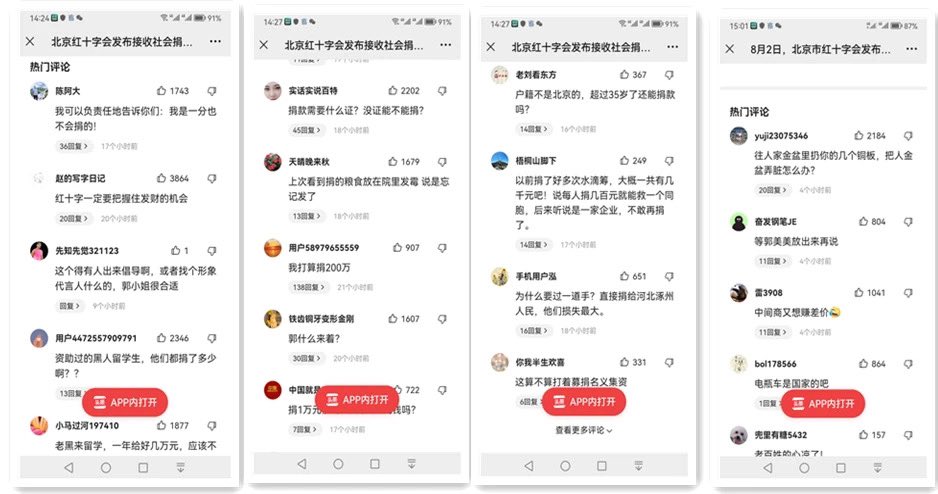 14:24
91%
北京红十字会发布接收社会捐...
热门评论
陈阿大
1743
我可以负责任地告诉你们：我是一分也
不会捐的！
36回复 > 17个小时前
赵的写字日记
3864
红十字一定要把握住发财的机会
20回复 > 20个小时前
先知先觉321123
1
这个得有人出来倡导啊，或者找个形象
代言人什么的，郭小姐很合适
回复 > 9个小时前
用户4472557909791
2346
资助过的黑人留学生，他们都捐了多少
啊？？
13回复
APP内打开
小马过河197410
1877
老黑来留学，一年给好几万元，应该不
14:27
91%
北京红十字会发布接收社会捐...
实话实说百特
2202
捐款需要什么证？没证能不能捐？
45回复 > 18个小时前
天晴晚来秋
1679
上次看到捐的粮食放在院里发霉 说是忘
记发了
13回复 > 18个小时前
用户58979655559
907
我打算捐200万
138回复 > 21个小时前
铁齿铜牙变形金刚
1607
郭什么来着？
30回复 > 20个小时前
中国就是
722
捐1万元
钱吗？
APP内打开
7回复 > 17个小时前
14:27
91%
北京红十字会发布接收社会捐...
老刘看东方
367
户籍不是北京的，超过35岁了还能捐款
吗？
14回复 > 16个小时前
梧桐山脚下
249
以前捐了好多次水滴筹，大概一共有几
千元吧！说每人捐几百元就能救一个同
胞，后来听说是一家企业，不敢再捐
了。
14回复 > 17个小时前
手机用户泓
651
为什么要过一道手？直接捐给河北涿州
人民，他们损失最大。
16回复 > 18个小时前
你我半生欢喜
331
这算不算打着募捐名义集资
6回复
APP内打开
查看更多评论
15:01
87%
8月2日，北京市红十字会发布...
热门评论
yuji23075346
2184
往人家金盆里扔你的几个铜板，把人金
盆弄脏怎么办？
20回复 > 4个小时前
奋发钢笔JE
804
等郭美美放出来再说
11回复 > 4个小时前
雷3908
1041
中间商又想赚差价😂
11回复 > 4个小时前
bol178566
864
电瓶车是国家的吧
1回复
APP内打开
兜里有糖5432
157
老百姓的心凉了！